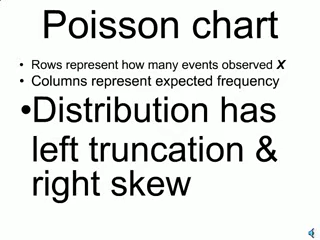 Poisson chart
• Rows represent how many events observed X
• Columns represent expected frequency
•Distribution has
left truncation &
right skew